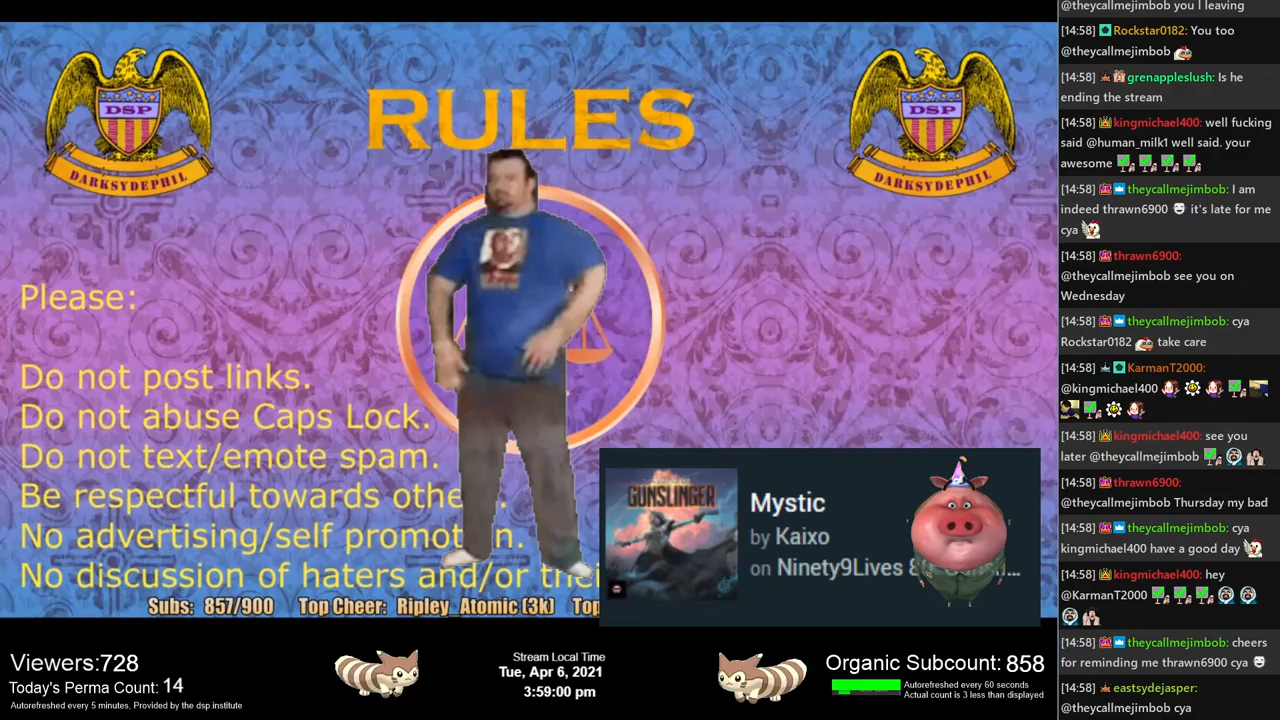 DSP
DARKSYDEPHIL
RULES
DSP
DARKSYDEPHIL
Please:
Do not post links.
Do not abuse Caps Lock.
Do not text/emote spam.
Be respectful towards othe
No advertising/self promot n.
No discussion of haters and/or thei
Subs: 857/900 Top Cheer: Ripley_Atomic (3k) Top
GUNSLINGER
Mystic
by Kaixo
on Ninety9Lives
Viewers:728
Today's Perma Count: 14
Autorefreshed every 5 minutes. Provided by the dsp institute
Stream Local Time
Tue, Apr 6, 2021
3:59:00 pm
Organic Subcount: 858
Autorefreshed every 60 seconds
Actual count is 3 less than displayed
@theycallmejimbob you I leaving
[14:58] Rockstar0182: You too
@theycallmejimbob
[14:58] grenappleslush: Is he
ending the stream
[14:58] kingmichael400: well fucking
said @human_milk1 well said. your
awesome
[14:58] theycallmejimbob: I am
indeed thrawn6900 it's late for me
cya
[14:58] thrawn6900:
@theycallmejimbob see you on
Wednesday
[14:58] theycallmejimbob: cya
Rockstar0182 take care
[14:58] KarmanT2000:
@kingmichael400
[14:58] kingmichael400: see you
later @theycallmejimbob
[14:58] thrawn6900:
@theycallmejimbob Thursday my bad
[14:58] theycallmejimbob: cya
kingmichael400 have a good day
[14:58] kingmichael400: hey
@KarmanT2000
[14:58] theycallmejimbob: cheers
for reminding me thrawn6900 cya
[14:58] eastsydejasper:
@theycallmejimbob cya